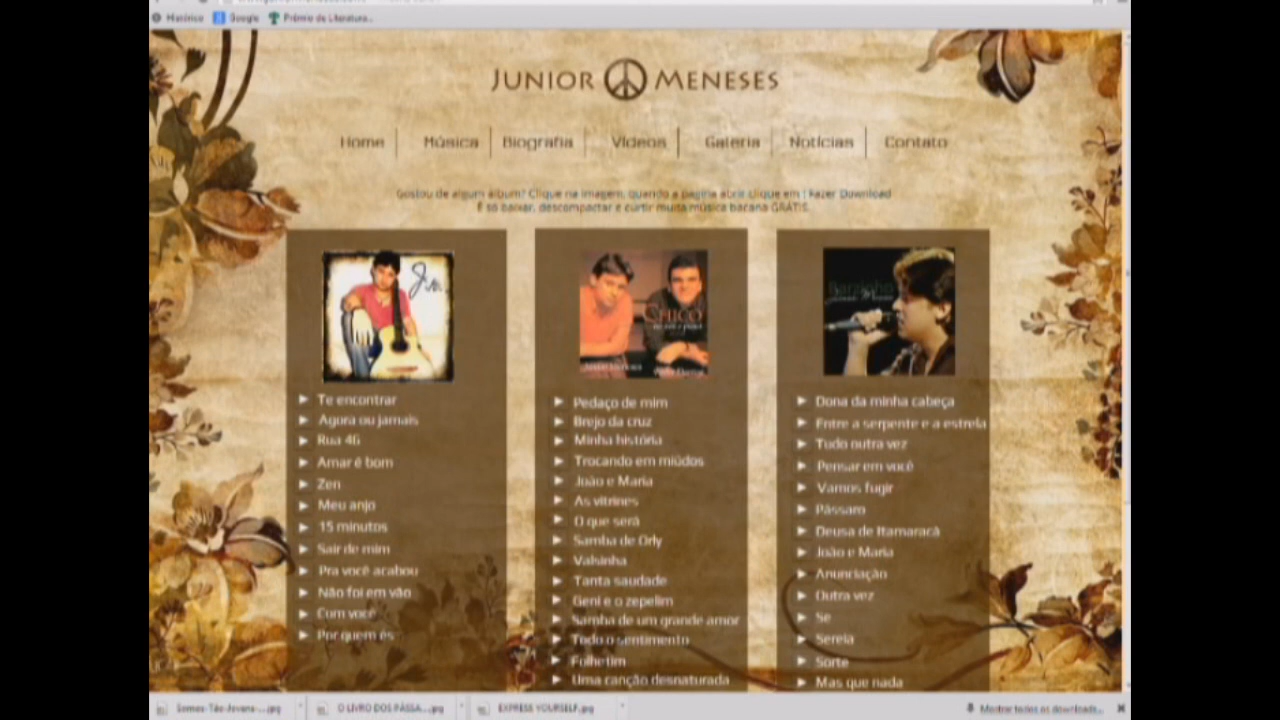 Histórico Google Prêmio de Literatura...
JUNIOR MENESES
Home Música Biografia Vídeos Galeria Notícias Contato
Gostou de algum álbum? Clique na imagem, quando a página abrir clique em | Fazer Download
É só baixar, descompactar e curtir muita música bacana GRÁTIS.
Jr.
Te encontrar
Agora ou jamais
Rua 46
Amar é bom
Zen
Meu anjo
15 minutos
Sair de mim
Pra você acabou
Não foi em vão
Com você
Por quem és
CHICO
Pedaço de mim
Brejo da cruz
Minha história
Trocando em miúdos
João e Maria
As vitrines
O que será
Samba de Orly
Valsinha
Tanta saudade
Geni e o zepelim
Samba de um grande amor
Todo o sentimento
Folhetim
Uma canção desnaturada
Barzinho
Dona da minha cabeça
Entre a serpente e a estrela
Tudo outra vez
Pensar em você
Vamos fugir
Pássaro
Deusa de Itamaracá
João e Maria
Anunciação
Outra vez
Se
Sereia
Sorte
Mas que nada
Somos-Tão-Jovens-...jpg O LIVRO DOS PÁSSA...jpg EXPRESS YOURSELF.jpg Mostrar todos os downloads...